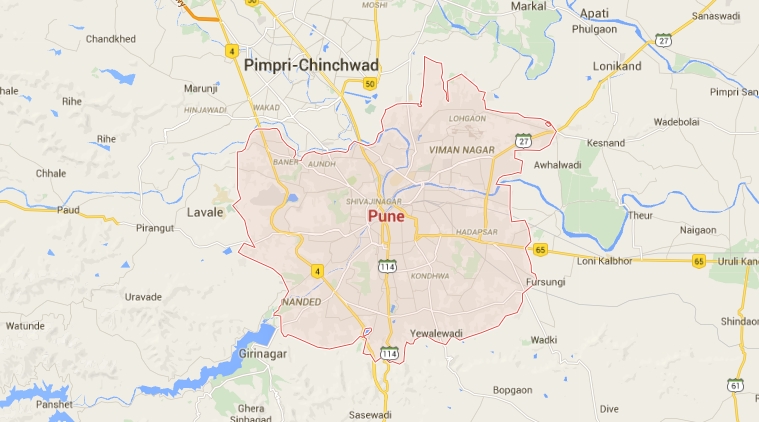 MOSHI
Markal
Apati
Sanaswadi
Phulgaon
4
27
Chandkhed
Pimpri-Chinchwad
Lonikand
50
Marunji
Rihe
HINJAWADI
WAKAD
Pimpri San
LOHGAON
Wadebolai
Rihe
27
Kesnand
VIMAN NAGAR
BANER
AUNDH
Awhalwadi
Chhale
SHIVAJINAGAR
Paud
Lavale
Pune
Theur
Pirangut
HADAPSAR
Naigaon
65
Loni Kalbhor
65
Uruli Kan
114
4
KONDHWA
Fursungi
Uravade
NANDED
Watunde
Yewalewadi
Shindao
Wadki
Girinagar
114
61
Bopgaon
Panshet
Ghera
Sinhagad
Sasewadi
Dive